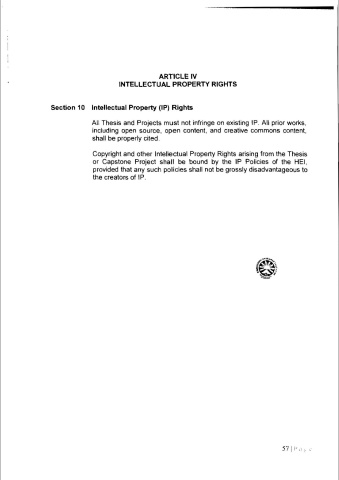 ARTICLE IV
INTELLECTUAL PROPERTY RIGHTS
Section 10 Intellectual Property (IP) Rights
All Thesis and Projects must not infringe on existing IP. All prior works,
including open source, open content, and creative commons content,
shall be properly cited.
Copyright and other Intellectual Property Rights arising from the Thesis
or Capstone Project shall be bound by the IP Policies of the HEI,
provided that any such policies shall not be grossly disadvantageous to
the creators of IP.
57 | Page